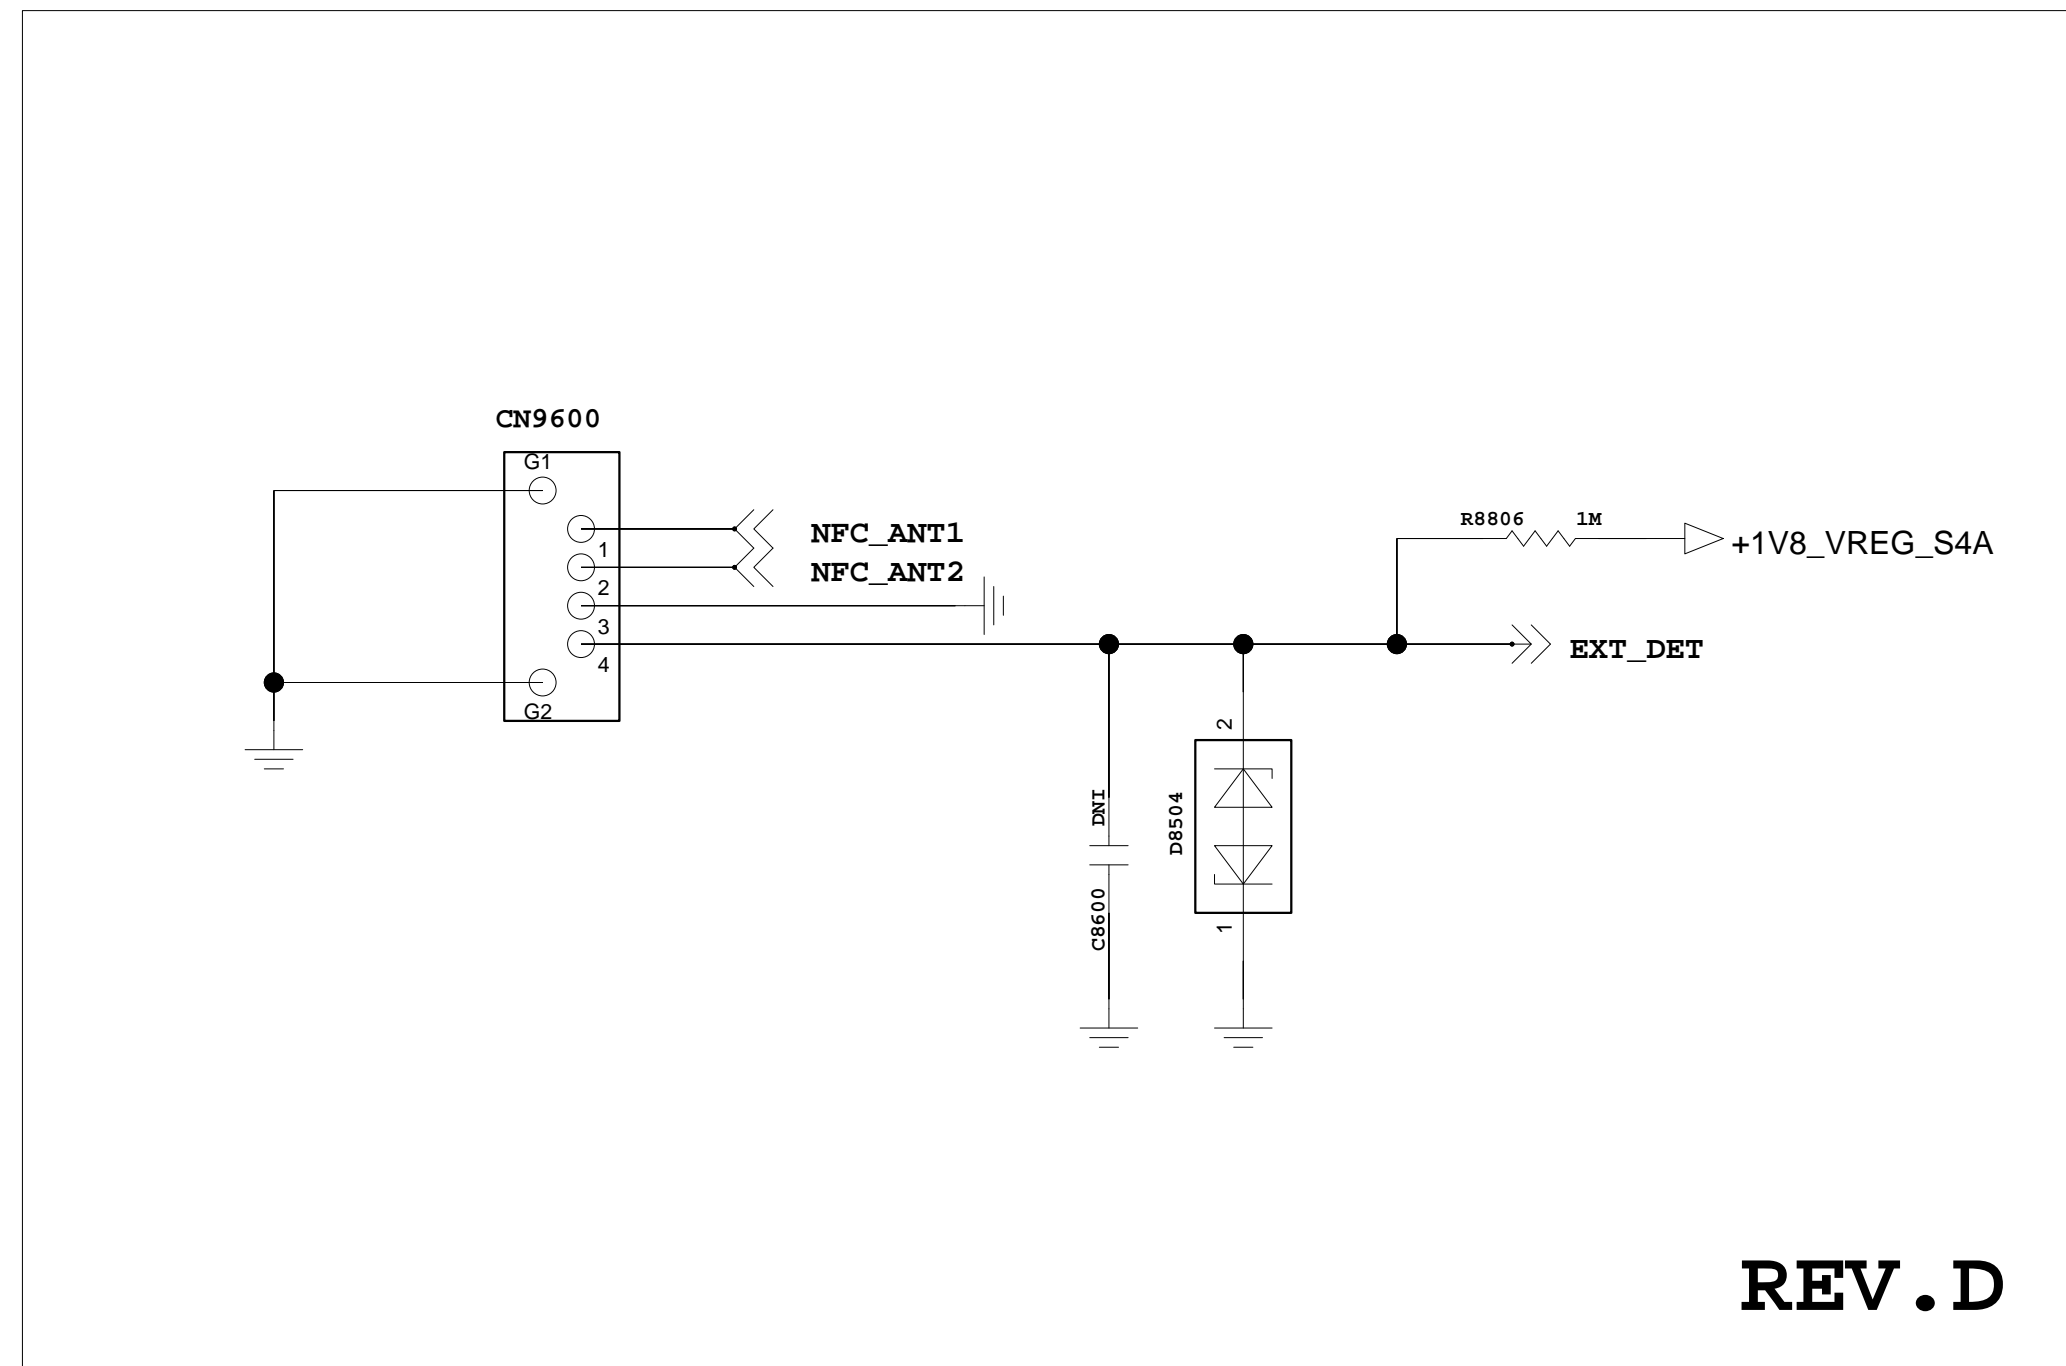 CN9600
G1
1
2
3
4
G2
NFC_ANT1
NFC_ANT2
R8806 1M
+1V8_VREG_S4A
EXT_DET
DNI
C8600
2
D8504
1
REV.D